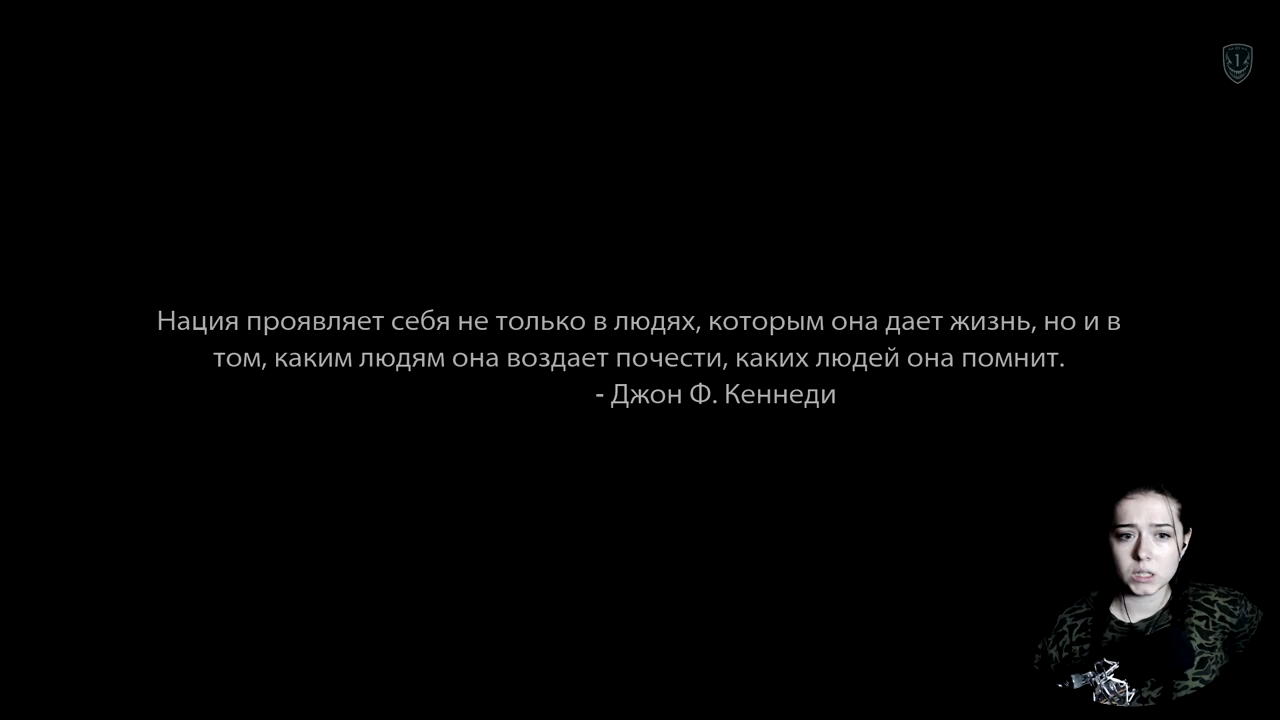 Нация проявляет себя не только в людях, которым она дает жизнь, но и в
том, каким людям она воздает почести, каких людей она помнит.
- Джон Ф. Кеннеди
1